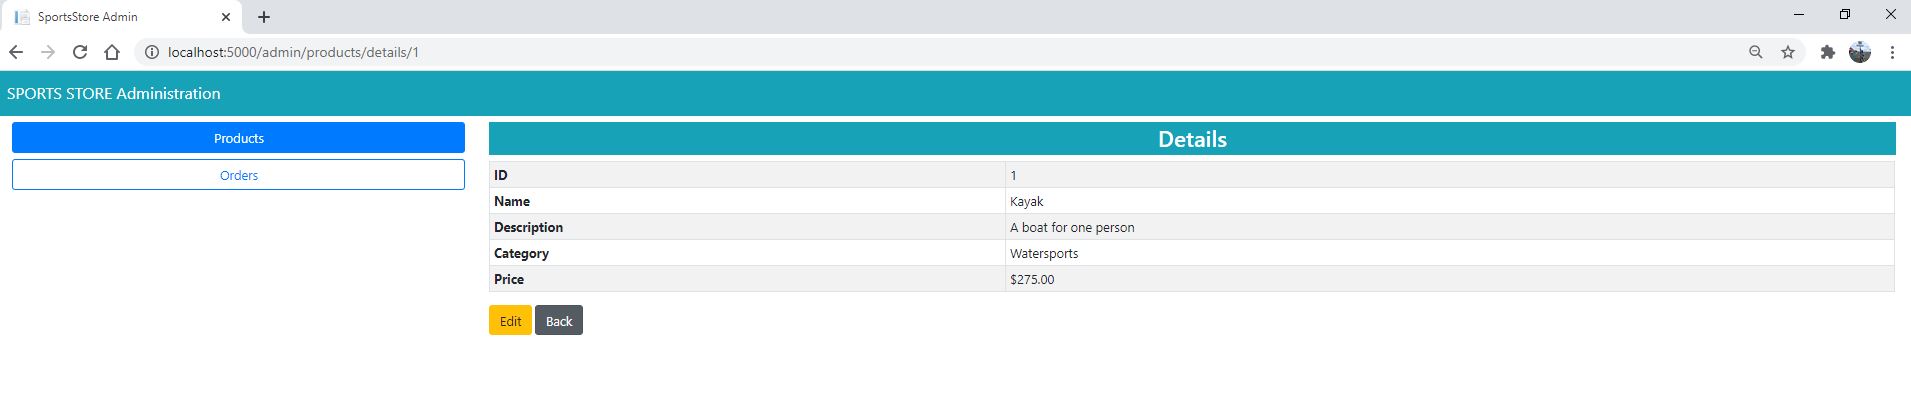 SportsStore Admin
localhost:5000/admin/products/details/1
SPORTS STORE Administration
Products
Orders
Details
ID 1
Name Kayak
Description A boat for one person
Category Watersports
Price $275.00
Edit Back